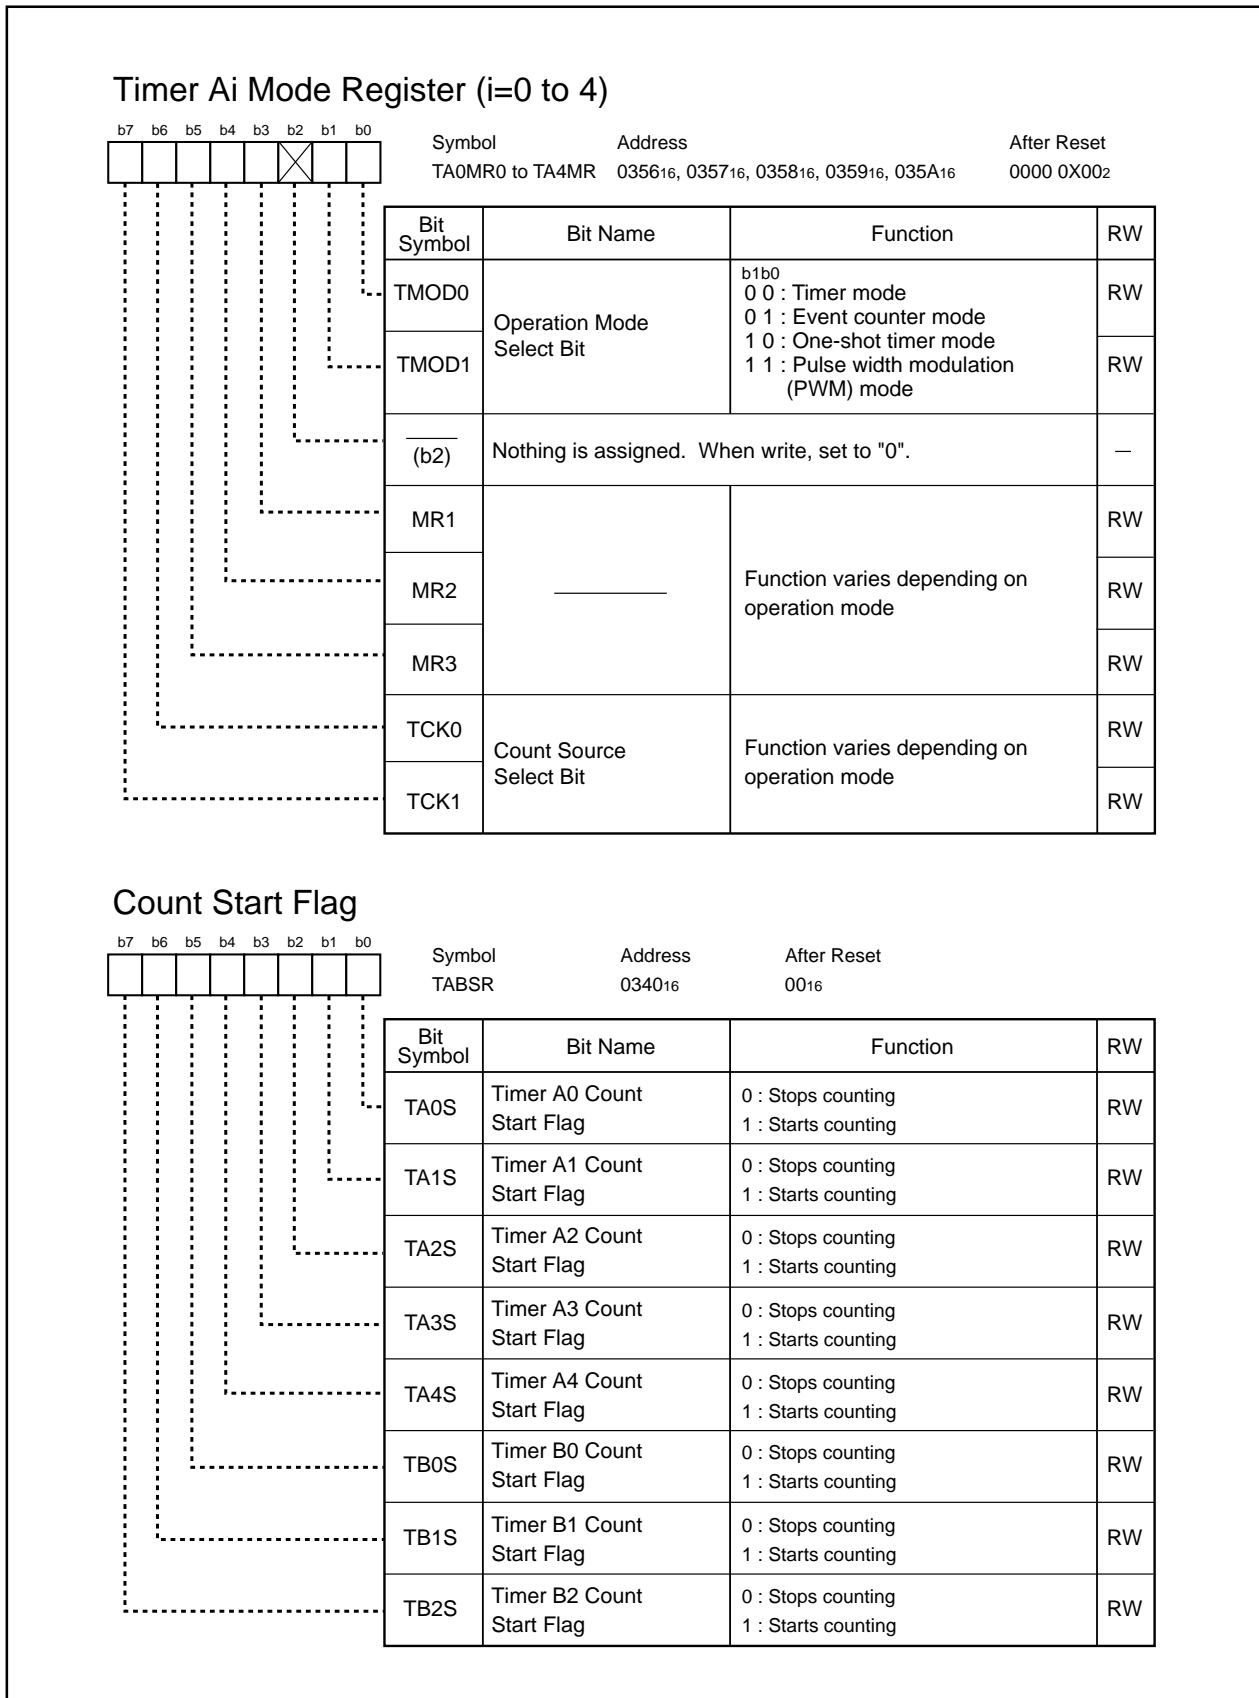 Timer Ai Mode Register (i=0 to 4)
b7 b6 b5 b4 b3 b2 b1 b0
Symbol Address After Reset
TA0MR0 to TA4MR 035616, 035716, 035816, 035916, 035A16 0000 0X002
Bit Symbol Bit Name Function RW
TMOD0 RW
TMOD1 RW
Operation Mode
Select Bit
b1b0
0 0 : Timer mode
0 1 : Event counter mode
1 0 : One-shot timer mode
1 1 : Pulse width modulation
(PWM) mode
(b2) Nothing is assigned. When write, set to "0". —
MR1 RW
MR2 RW
MR3 RW
Function varies depending on
operation mode
TCK0 RW
TCK1 RW
Count Source
Select Bit
Function varies depending on
operation mode
Count Start Flag
b7 b6 b5 b4 b3 b2 b1 b0
Symbol Address After Reset
TABSR 034016 0016
Bit Symbol Bit Name Function RW
TA0S Timer A0 Count
Start Flag
0 : Stops counting
1 : Starts counting
RW
TA1S Timer A1 Count
Start Flag
0 : Stops counting
1 : Starts counting
RW
TA2S Timer A2 Count
Start Flag
0 : Stops counting
1 : Starts counting
RW
TA3S Timer A3 Count
Start Flag
0 : Stops counting
1 : Starts counting
RW
TA4S Timer A4 Count
Start Flag
0 : Stops counting
1 : Starts counting
RW
TB0S Timer B0 Count
Start Flag
0 : Stops counting
1 : Starts counting
RW
TB1S Timer B1 Count
Start Flag
0 : Stops counting
1 : Starts counting
RW
TB2S Timer B2 Count
Start Flag
0 : Stops counting
1 : Starts counting
RW